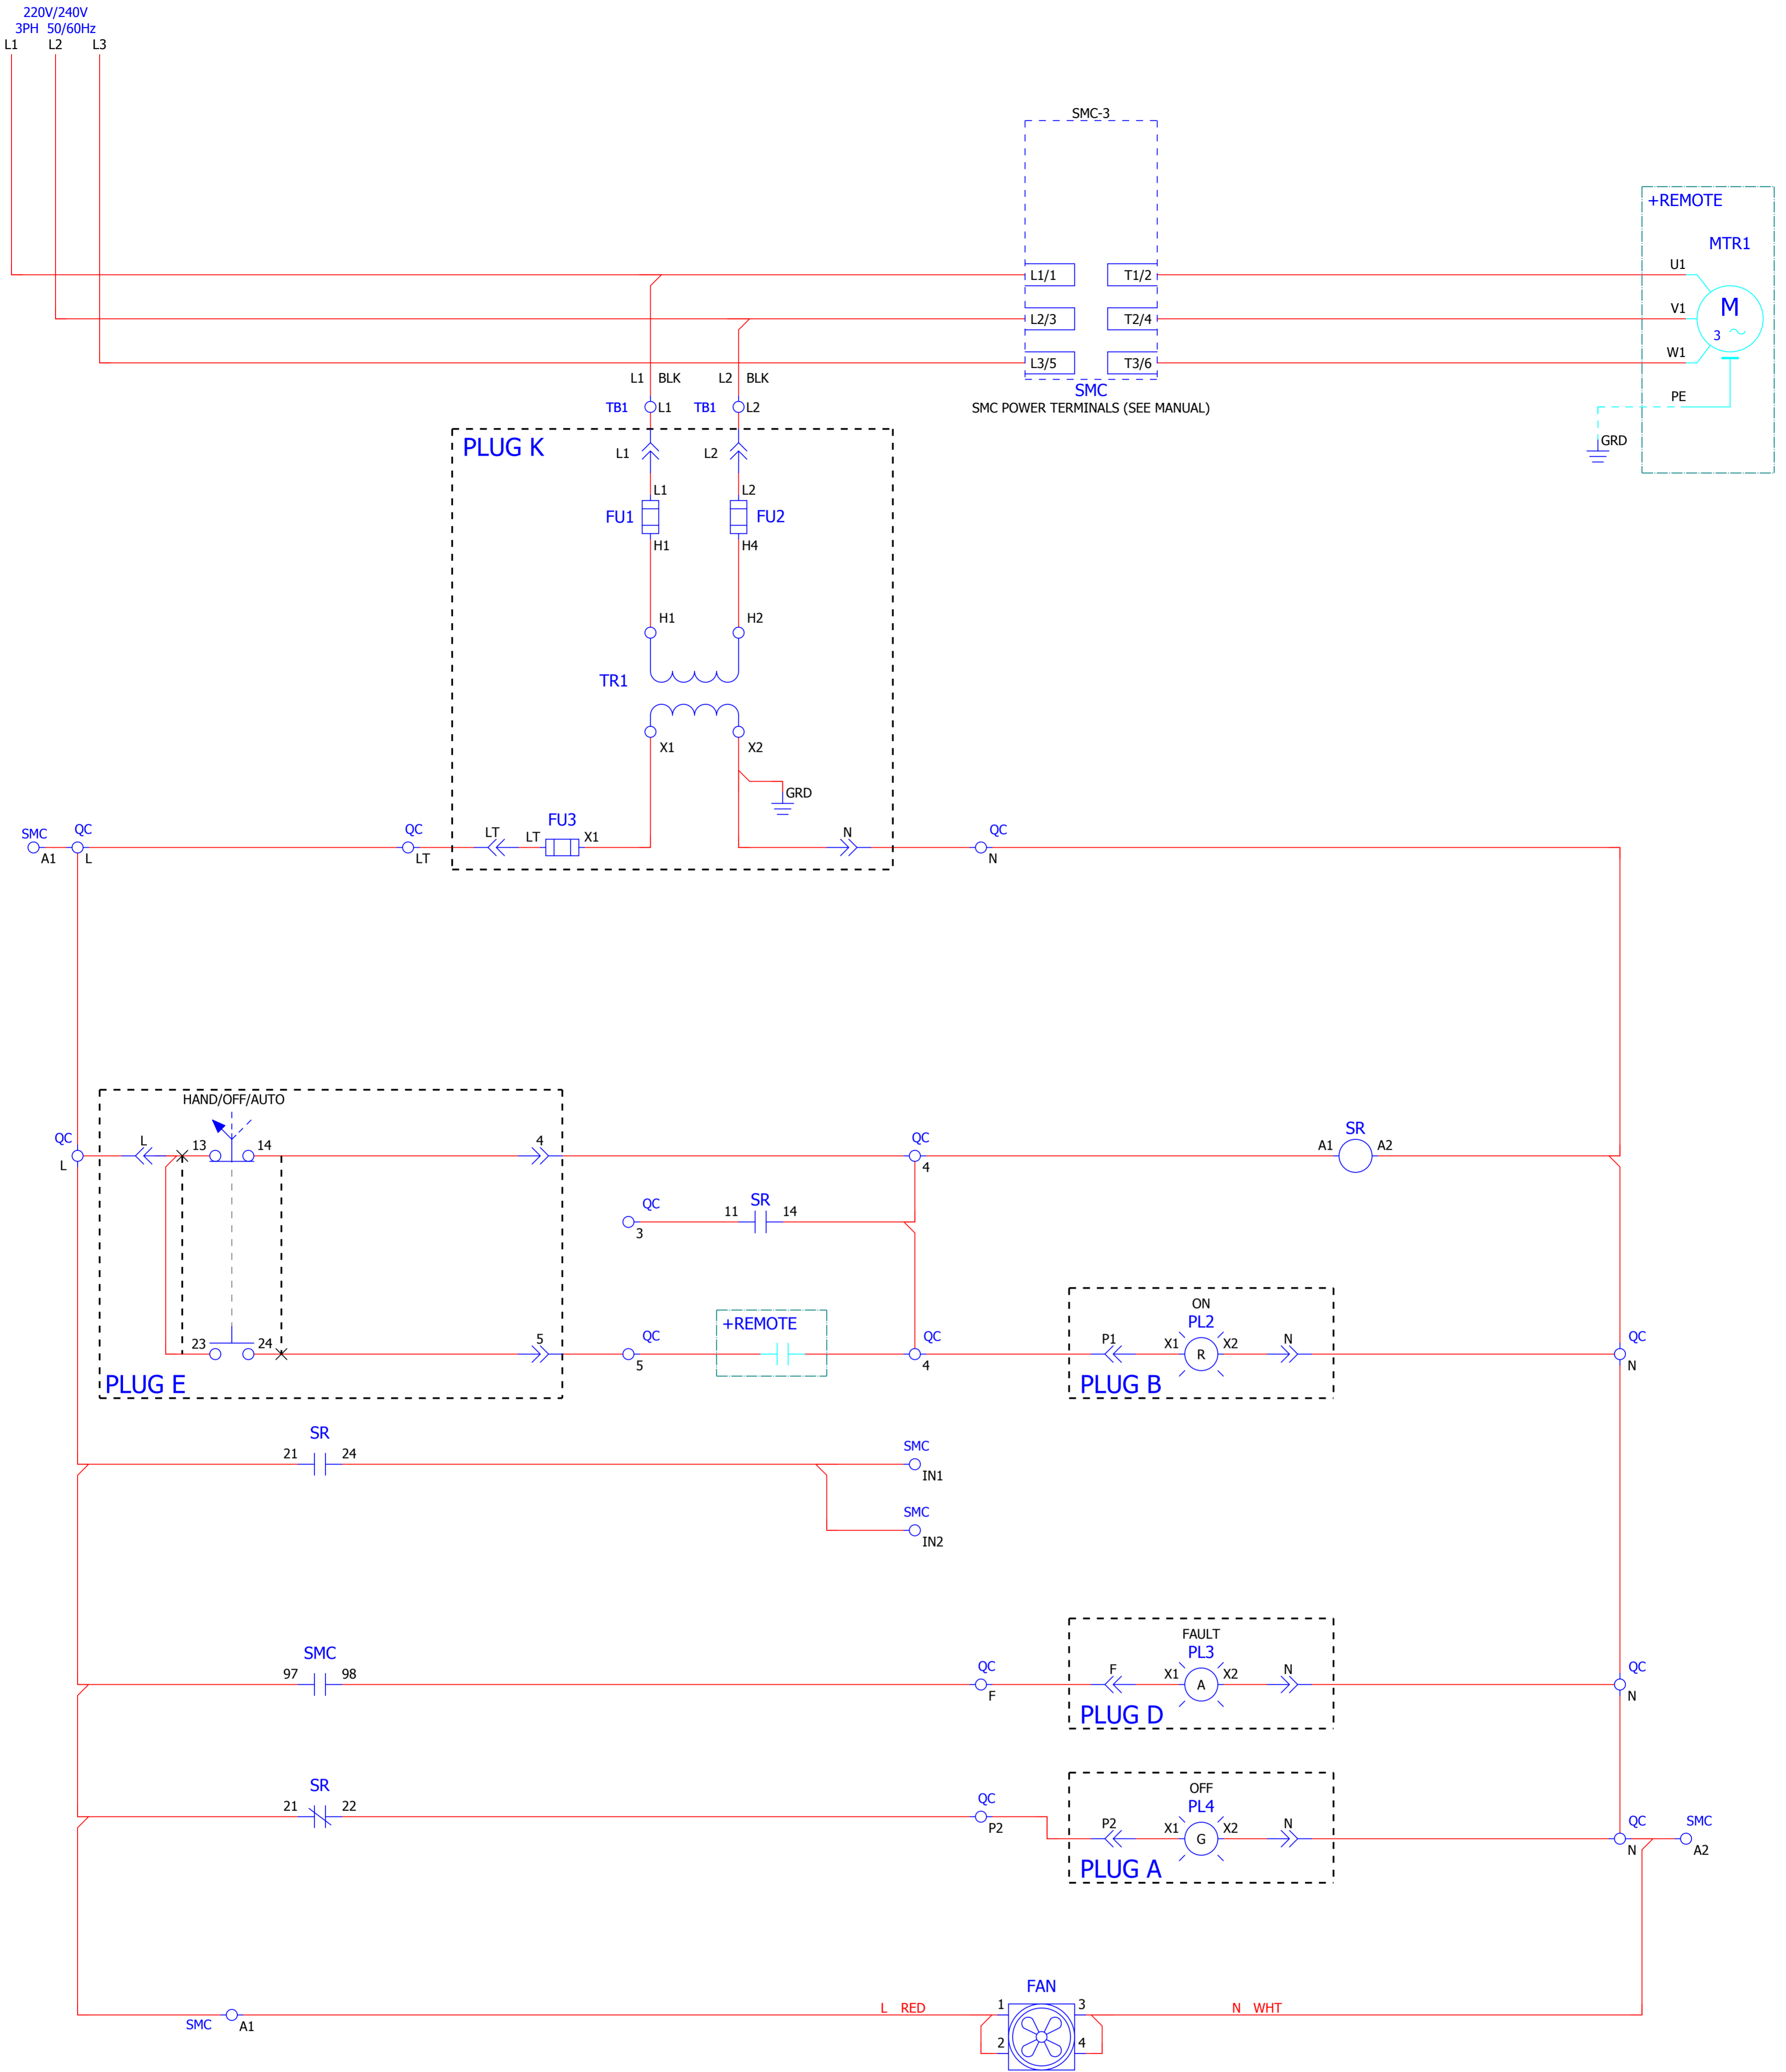 220V/240V
3PH 50/60Hz
L1 L2 L3
SMC-3
+REMOTE
MTR1
L1/1 T1/2 U1
M
3
L2/3 T2/4 V1
L3/5 T3/6 W1
SMC
SMC POWER TERMINALS (SEE MANUAL)
PE
GRD
L1 BLK L2 BLK
TB1 L1 TB1 L2
PLUG K
L1 L2
L1 L2
FU1 FU2
H1 H4
H1 H2
TR1
X1 X2
GRD
FU3
SMC QC QC LT LT X1 N QC
A1 L LT N
HAND/OFF/AUTO
QC L 13 14 4 QC SR
A1 A2
L 4
QC 11 SR 14
3
+REMOTE
ON
PL2
23 24 5 QC QC P1 X1 R X2 N QC
5 4 N
PLUG E PLUG B
SR
21 24 SMC
IN1
SMC
IN2
FAULT
SMC PL3
97 98 QC F X1 A X2 N QC
F N
PLUG D
OFF
SR PL4
21 22 QC P2 X1 G X2 N QC SMC
P2 N A2
PLUG A
FAN
L RED 1 3 N WHT
SMC A1
2 4